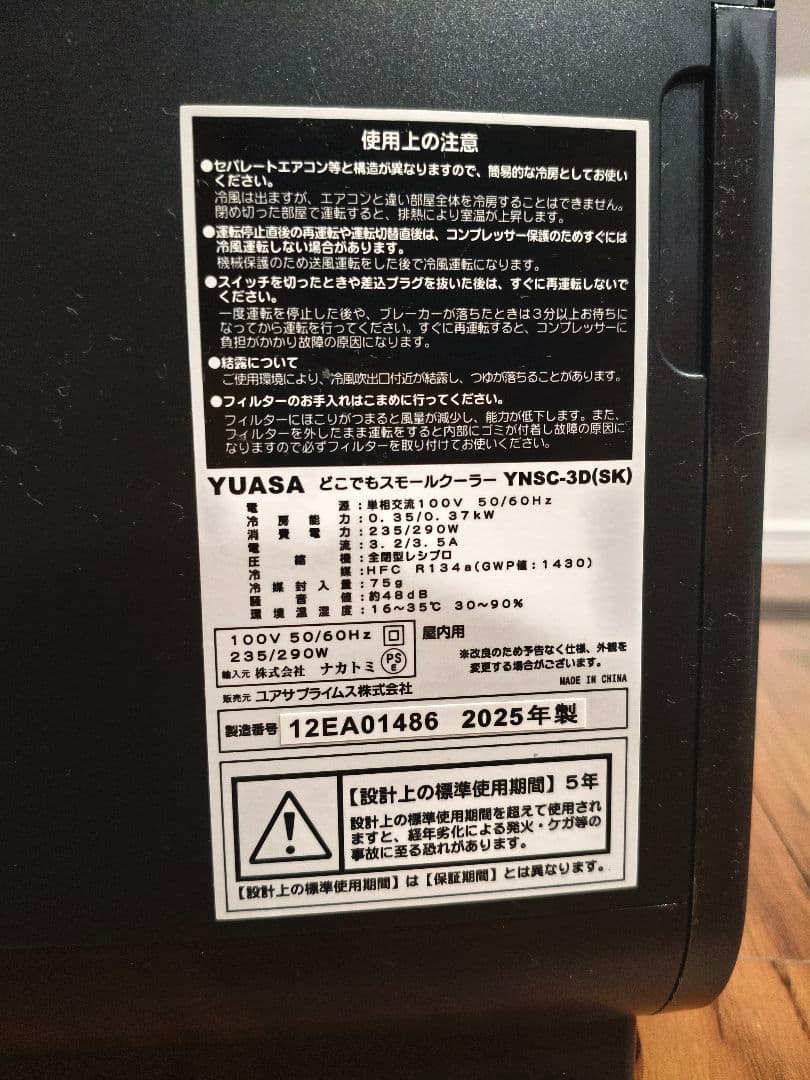 使用上の注意
●セパレートエアコン等と構造が異なりますので、簡易的な冷房としてお使い
ください。
冷風は出ますが、エアコンと違い部屋全体を冷房することはできません。
閉め切った部屋で運転すると、排熱により室温が上昇します。
●運転停止直後の再運転や運転切替直後は、コンプレッサー保護のためすぐには
冷風運転しない場合があります。
機械保護のため送風運転をした後で冷風運転になります。
●スイッチを切ったときや差込プラグを抜いた後は、すぐに再運転しないで
ください。
一度運転を停止した後や、ブレーカーが落ちたときは3分以上お待ちに
なってから運転を行ってください。すぐに再運転すると、コンプレッサーに
負担がかかり故障の原因になります。
●結露について
ご使用環境により、冷風吹出口付近が結露し、つゆが落ちることがあります。
●フィルターのお手入れはこまめに行ってください。
フィルターにほこりがつまると風量が減少し、能力が低下します。また、
フィルターを外したまま運転をすると内部にゴミが付着し故障の原因に
なりますので必ずフィルターを取り付けてお使いください。
YUASA どこでもスモールクーラー YNSC-3D(SK)
電源:単相交流100V 50/60Hz
冷房能力:0.35/0.37kW
消費電力:235/290W
電流:3.2/3.5A
圧縮機:全閉型レシプロ
冷媒:HFC R134a(GWP値:1430)
冷媒封入量:75g
騒音値:約48dB
環境温湿度:16~35℃ 30~90%
100V 50/60Hz
235/290W
輸入元 株式会社 ナカトミ
PS
E
屋内用
※改良のため予告なく仕様、外観を
変更する場合がございます。
MADE IN CHINA
販売元 ユアサプライムス株式会社
製造番号 12EA01486 2025年製
【設計上の標準使用期間】5年
設計上の標準使用期間を超えて使用され
ますと、経年劣化による発火・ケガ等の
事故に至る恐れがあります。
【設計上の標準使用期間】は【保証期間】とは異なります。